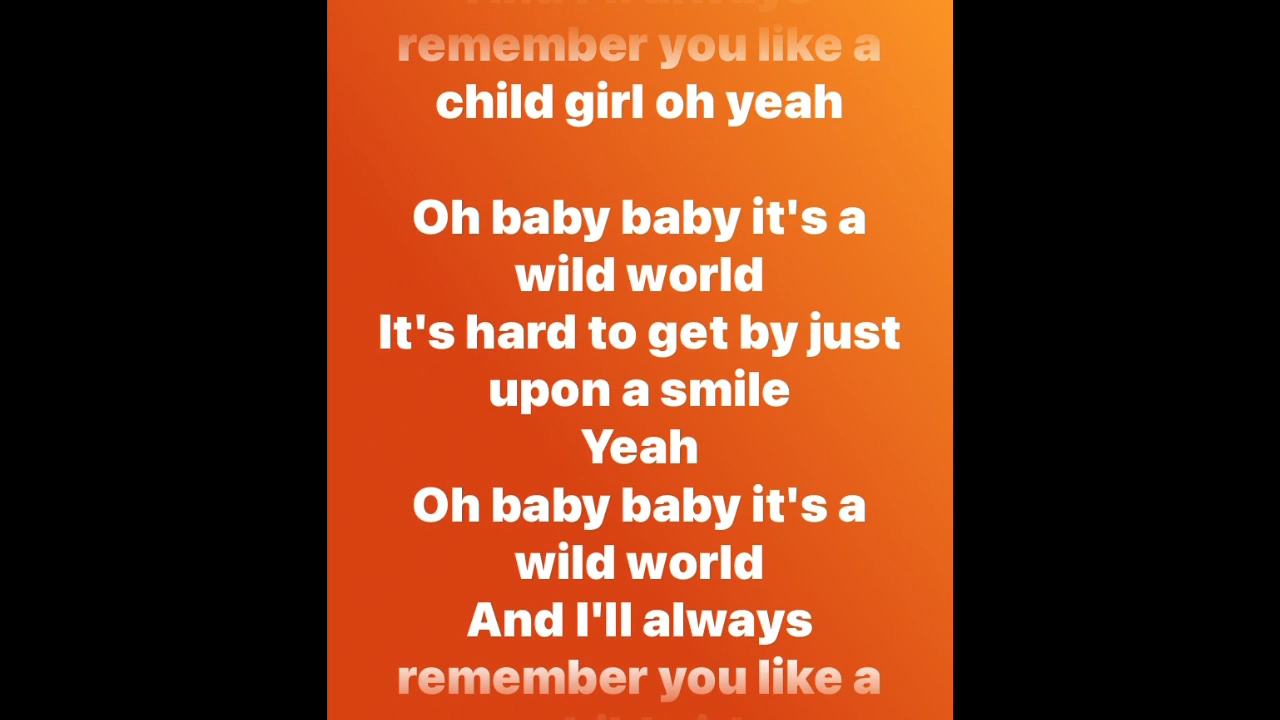 remember you like a
child girl oh yeah
Oh baby baby it's a
wild world
It's hard to get by just
upon a smile
Yeah
Oh baby baby it's a
wild world
And I'll always
remember you like a